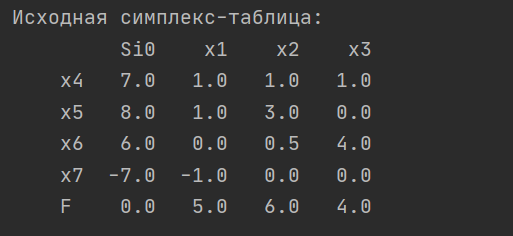 Исходная симплекс-таблица:
Si0 x1 x2 x3
x4 7.0 1.0 1.0 1.0
x5 8.0 1.0 3.0 0.0
x6 6.0 0.0 0.5 4.0
x7 -7.0 -1.0 0.0 0.0
F 0.0 5.0 6.0 4.0